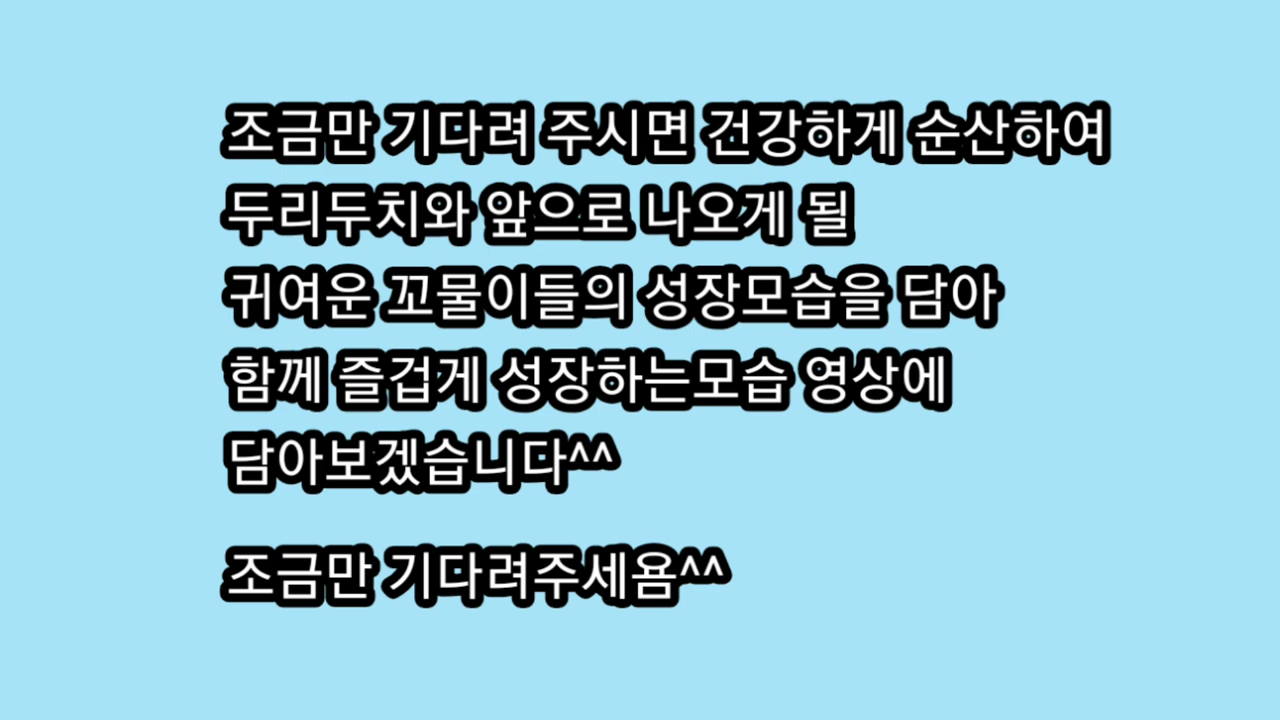 조금만 기다려 주시면 건강하게 순산하여
두리두치와 앞으로 나오게 될
귀여운 꼬물이들의 성장모습을 담아
함께 즐겁게 성장하는모습 영상에
담아보겠습니다^^
조금만 기다려주세욤^^